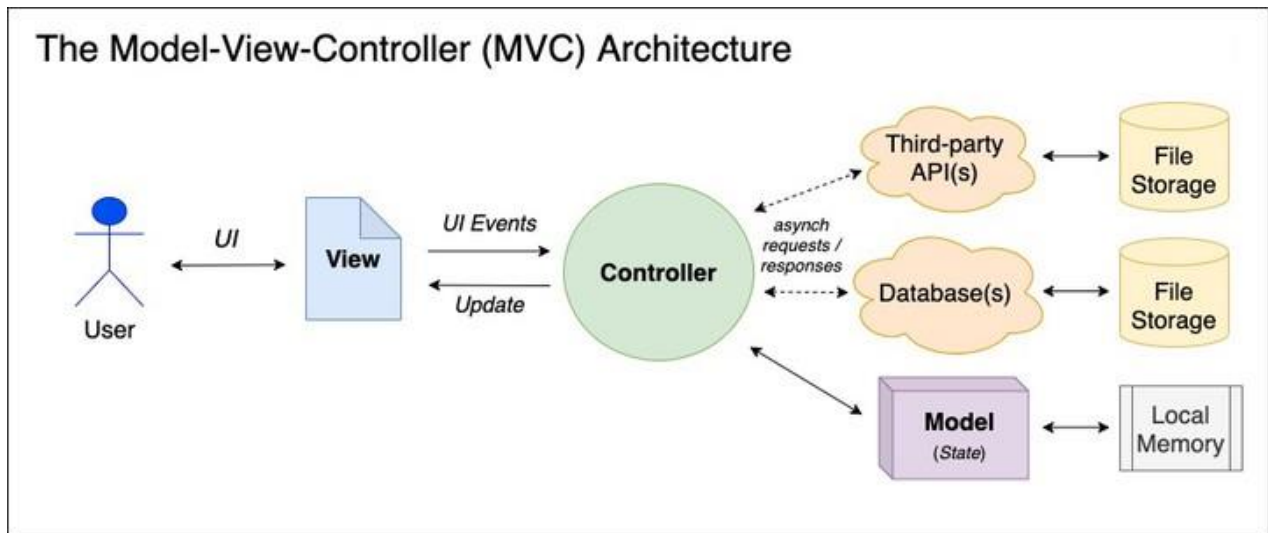 The Model-View-Controller (MVC) Architecture
User
UI
View
UI Events
Update
Controller
asynch
requests /
responses
Third-party
API(s)
File
Storage
Database(s)
File
Storage
Model
(State)
Local
Memory